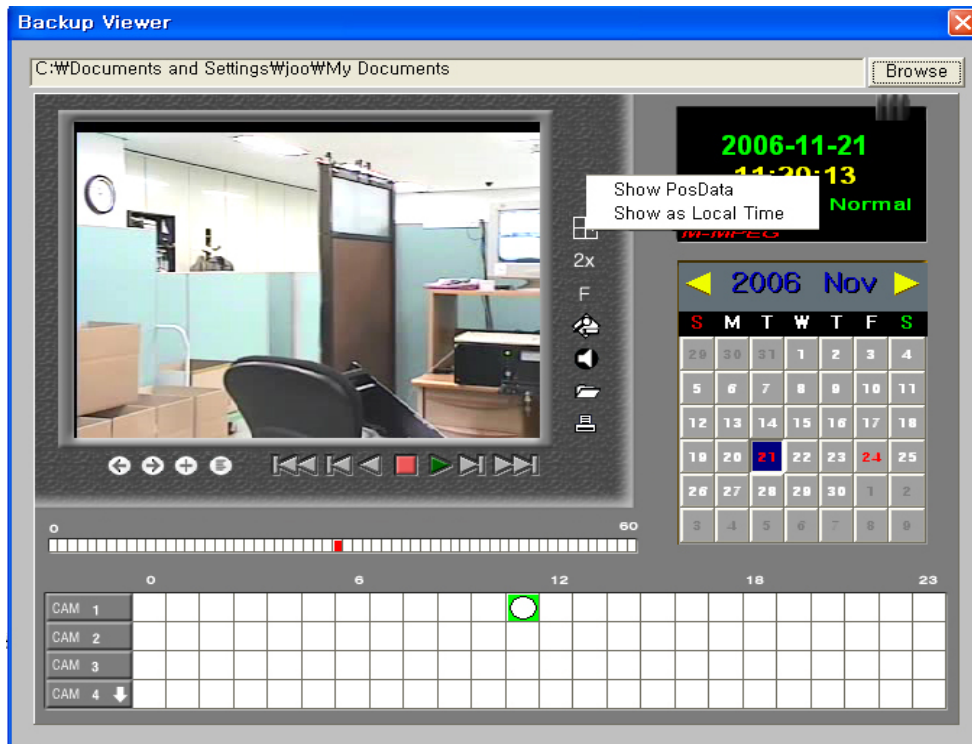 Backup Viewer
C:₩Documents and Settings₩joo₩My Documents
Browse
2006-11-21
Show PosData
Show as Local Time
Normal
M-MPEG
2x
F
2006 Nov
S M T ₩ T F S
29 30 31 1 2 3 4
5 6 7 8 9 10 11
12 13 14 15 16 17 18
19 20 21 22 23 24 25
26 27 28 29 30 1 2
3 4 5 6 7 8 9
0 60
0 6 12 18 23
CAM 1
CAM 2
CAM 3
CAM 4